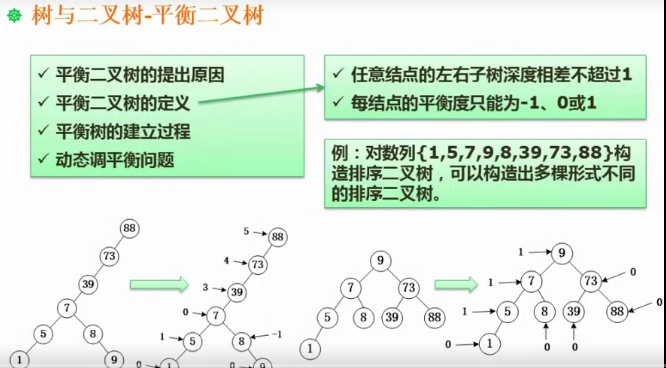 树与二叉树-平衡二叉树
✓ 平衡二叉树的提出原因
✓ 平衡二叉树的定义
✓ 平衡树的建立过程
✓ 动态调平衡问题
✓ 任意结点的左右子树深度相差不超过1
✓ 每结点的平衡度只能为-1、0或1
例：对数列{1,5,7,9,8,39,73,88}构
造排序二叉树，可以构造出多棵形式不同
的排序二叉树。
88
73
39
7
5 8
1 9
5 88
4 73
3 39
0 7
1 5 8 -1
0 1 0 9
9
7 73
5 8 39 88
1
1 9
1 7 73 0
1 5 8 39 88 0
0 1 0 0